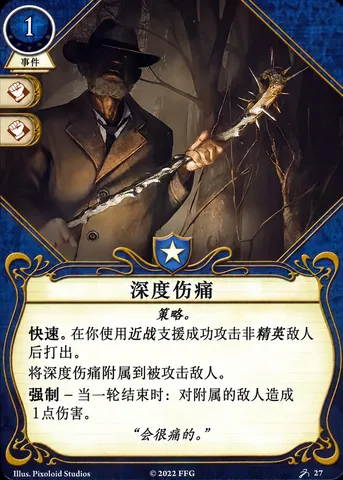 1
事件
深度伤痛
策略。
快速。在你使用近战支援成功攻击非精英敌人
后打出。
将深度伤痛附属到被攻击敌人。
强制 – 当一轮结束时：对附属的敌人造成
1点伤害。
“会很痛的。”
Illus. Pixoloid Studios © 2022 FFG 27